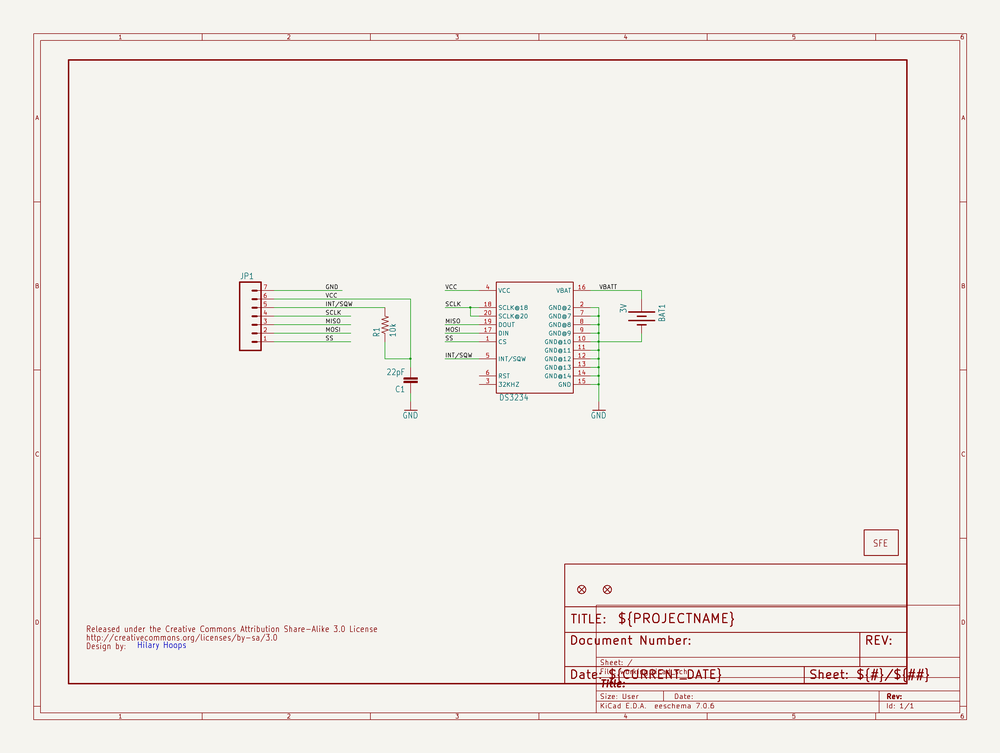 1 2 3 4 5 6
A A
JP1
7 GND
6 VCC
5 INT/SQW
4 SCLK
3 MISO
2 MOSI
1 SS
R1 10k
22pF
C1
GND
VCC 4 VCC VBAT 16 VBATT
SCLK 18 SCLK@18 GND@2 2
20 SCLK@20 GND@7 7
MISO 19 DOUT GND@8 8
MOSI 17 DIN GND@9 9
SS 1 CS GND@10 10
GND@11 11
INT/SQW 5 INT/SQW GND@12 12
GND@13 13
6 RST GND@14 14
3 32KHZ GND 15
DS3234
GND
3V BAT1
B B
C C
SFE
D D
TITLE: ${PROJECTNAME}
Document Number: REV:
Released under the Creative Commons Attribution Share-Alike 3.0 License
http://creativecommons.org/licenses/by-sa/3.0
Design by: Hilary Hoops
Sheet: /
Date: ${CURRENT_DATE} Sheet: ${#}/${##}
Title:
Size: User Date: Rev:
KiCad E.D.A. eeschema 7.0.6 Id: 1/1
1 2 3 4 5 6